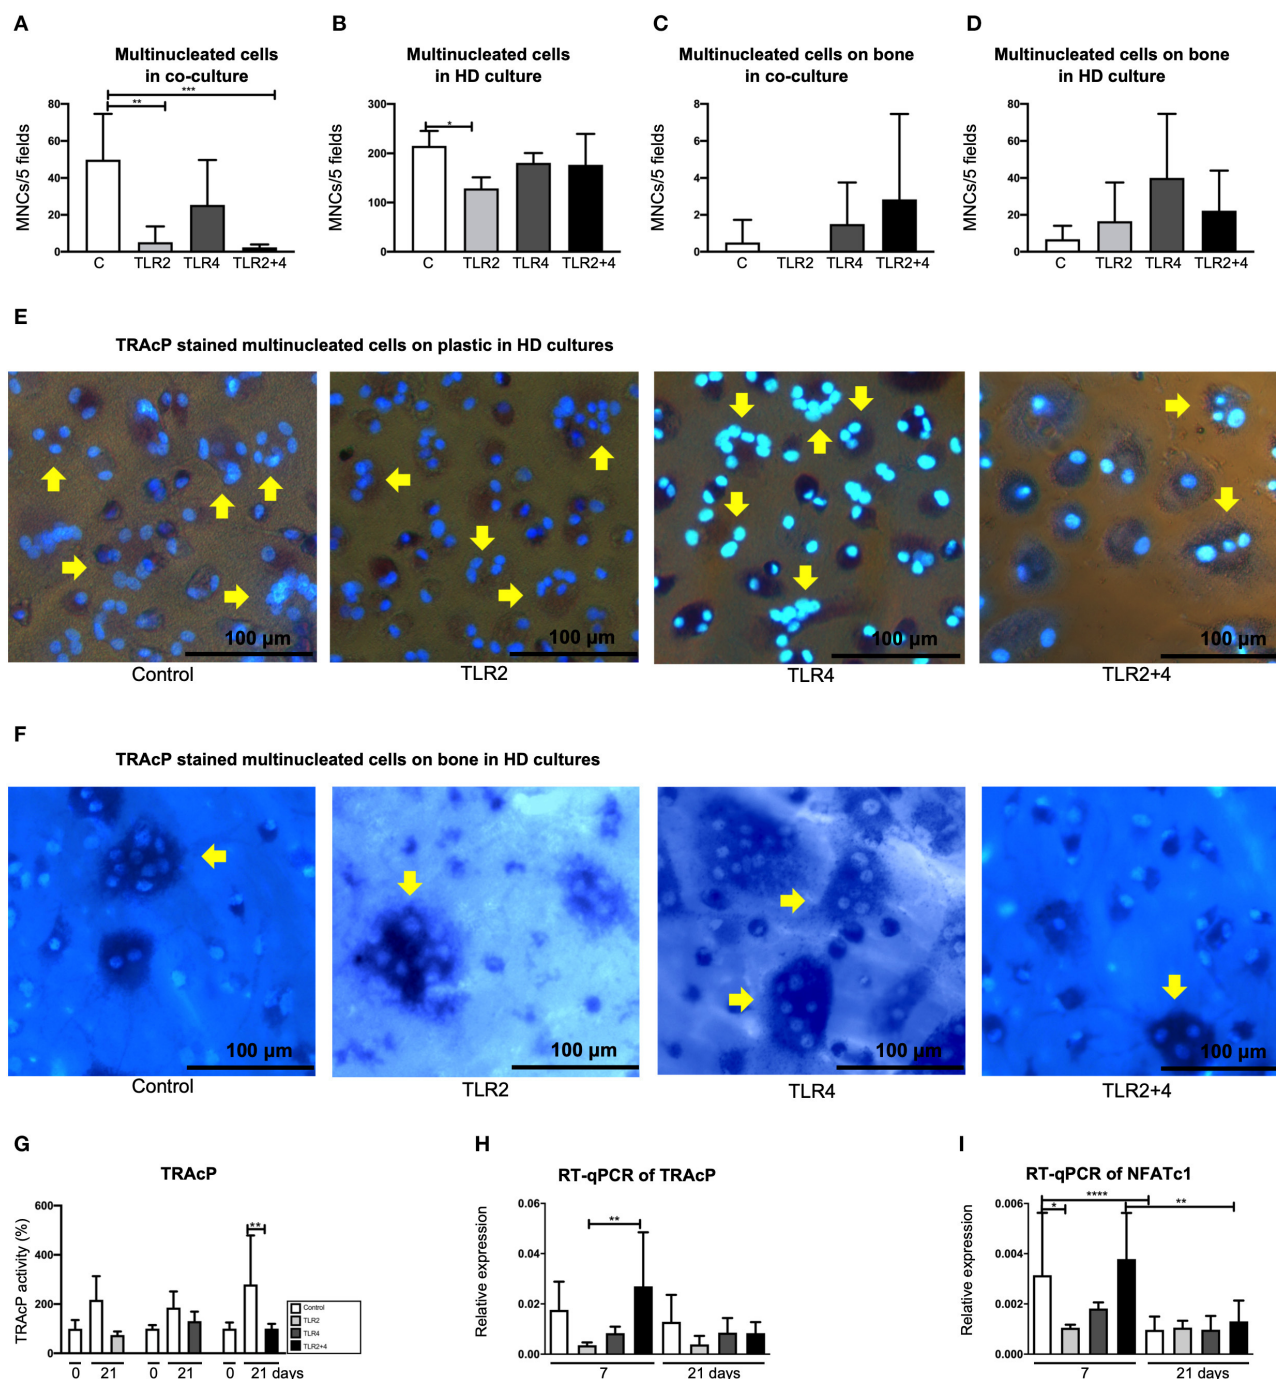 A
B
C
D
Multinucleated cells
in co-culture
Multinucleated cells
in HD culture
Multinucleated cells on bone
in co-culture
Multinucleated cells on bone
in HD culture
MNCs/5 fields
80
60
40
20
0
***
**
C TLR2 TLR4 TLR2+4
MNCs/5 fields
300
200
100
0
*
C TLR2 TLR4 TLR2+4
MNCs/5 fields
8
6
4
2
0
C TLR2 TLR4 TLR2+4
MNCs/5 fields
80
60
40
20
0
C TLR2 TLR4 TLR2+4
E
TRAcP stained multinucleated cells on plastic in HD cultures
100 µm
100 µm
100 µm
100 µm
Control
TLR2
TLR4
TLR2+4
F
TRAcP stained multinucleated cells on bone in HD cultures
100 µm
100 µm
100 µm
100 µm
Control
TLR2
TLR4
TLR2+4
G
TRAcP
TRAcP activity (%)
600
400
200
0
**
Control
TLR2
TLR4
TLR2+4
0 21 0 21 0 21 days
H
RT-qPCR of TRAcP
Relative expression
0.06
0.04
0.02
0.00
**
7 21 days
I
RT-qPCR of NFATc1
Relative expression
0.006
0.004
0.002
0.000
****
*
**
7 21 days